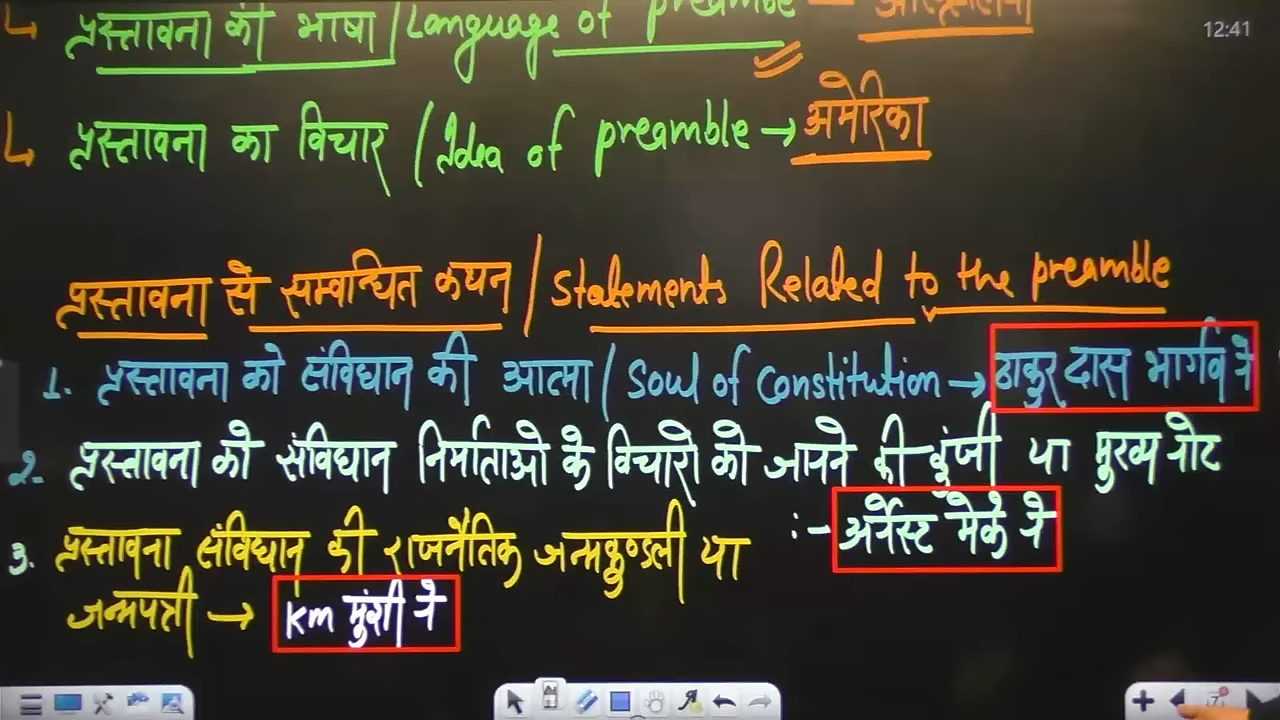 12:41
↳ प्रस्तावना की भाषा / Language of preamble –
↳ प्रस्तावना का विचार / Idea of preamble → अमेरिका
प्रस्तावना से सम्बन्धित कथन / Statements Related to the preamble
1. प्रस्तावना को संविधान की आत्मा / Soul of Constitution → ठाकुर दास भार्गव ने
2. प्रस्तावना को संविधान निर्माताओ के विचारो को जानने की कुंजी या मुख्य नोट
:- अर्नेस्ट मेके ने
3. प्रस्तावना संविधान की राजनैतिक जन्मकुण्डली या
जन्मपत्री → KM मुंशी ने